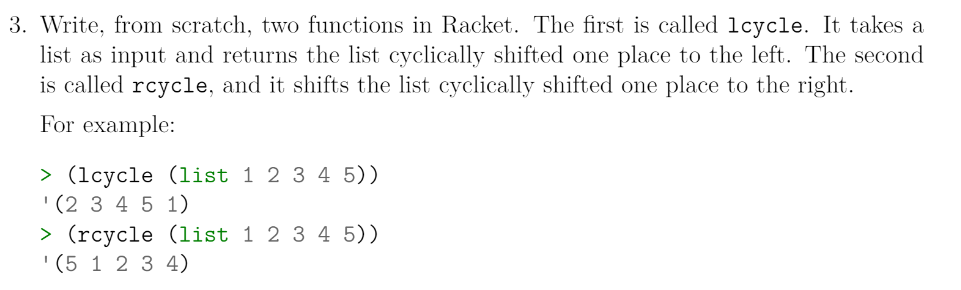 3. Write, from scratch, two functions in Racket. The first is called lcycle. It takes a
list as input and returns the list cyclically shifted one place to the left. The second
is called rcycle, and it shifts the list cyclically shifted one place to the right.
For example:
> (lcycle (list 1 2 3 4 5))
'(2 3 4 5 1)
> (rcycle (list 1 2 3 4 5))
'(5 1 2 3 4)